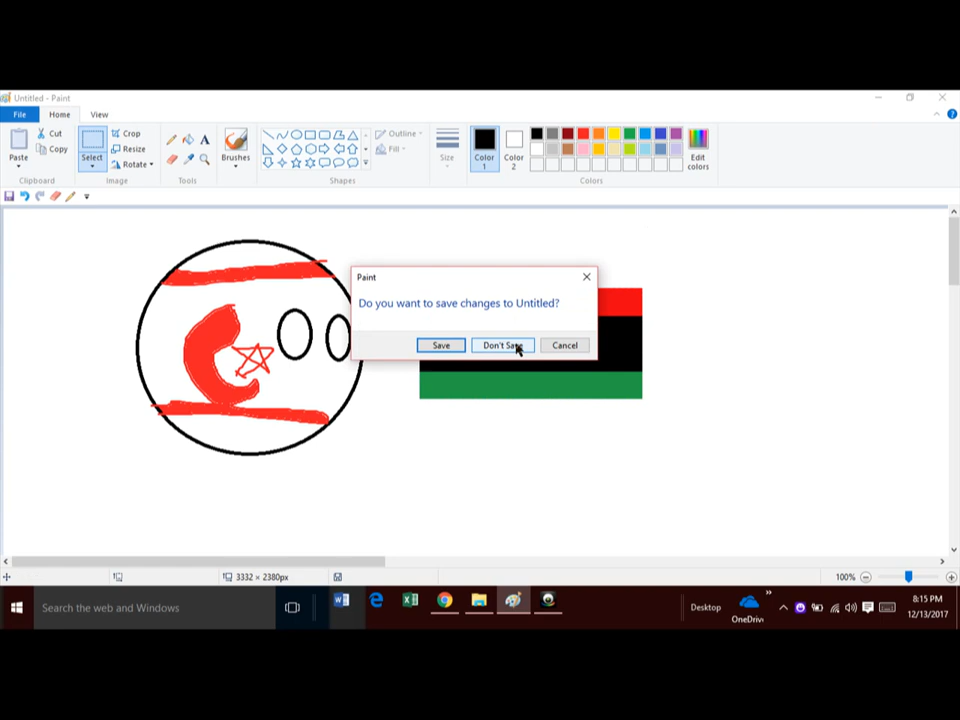 Untitled - Paint
File Home View
Paste
Cut
Copy
Clipboard
Select
Crop
Resize
Rotate
Image
A
Tools
Brushes
Shapes
Outline
Fill
Size
Color 1
Color 2
Edit colors
Colors
Paint
Do you want to save changes to Untitled?
Save Don't Save Cancel
3332 × 2380px
100%
Search the web and Windows
Desktop
OneDrive
8:15 PM
12/13/2017